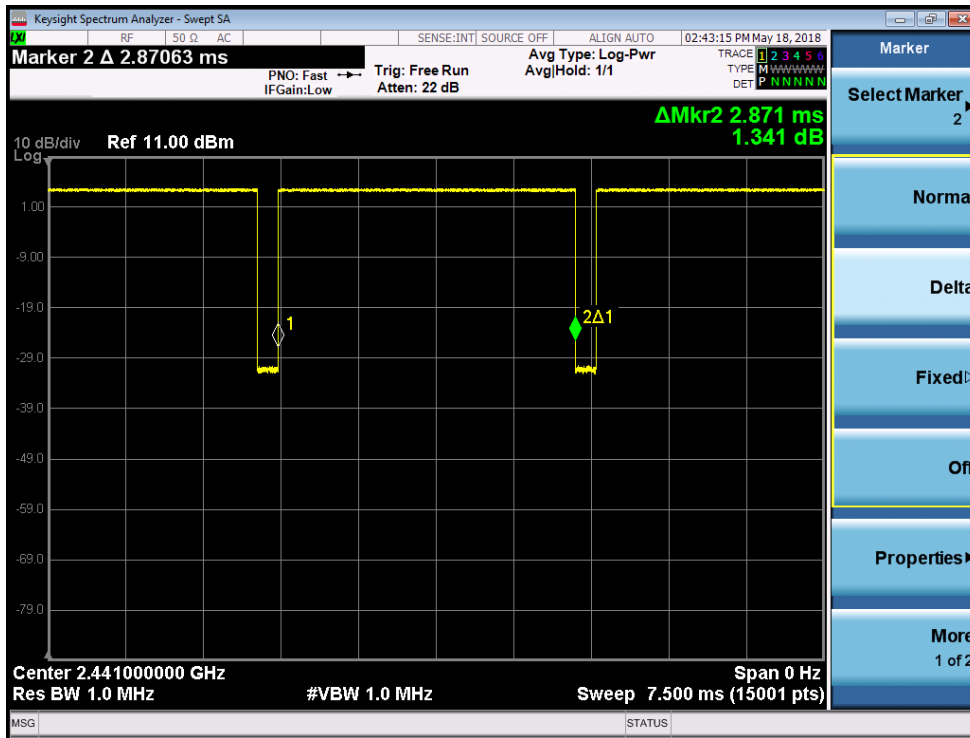 Keysight Spectrum Analyzer - Swept SA
LXI RF 50 Ω AC SENSE:INT SOURCE OFF ALIGN AUTO 02:43:15 PM May 18, 2018
Marker 2 Δ 2.87063 ms
PNO: Fast
IFGain:Low
Trig: Free Run
Atten: 22 dB
Avg Type: Log-Pwr
Avg|Hold: 1/1
TRACE 1 2 3 4 5 6
TYPE M WWWWW
DET P N N N N N
ΔMkr2 2.871 ms
1.341 dB
10 dB/div Ref 11.00 dBm
Log
1.00
-9.00
-19.0
-29.0
-39.0
-49.0
-59.0
-69.0
-79.0
1
2Δ1
Center 2.441000000 GHz Span 0 Hz
Res BW 1.0 MHz #VBW 1.0 MHz Sweep 7.500 ms (15001 pts)
MSG STATUS
Marker
Select Marker
2
Norma
Delta
Fixed
Off
Properties
More
1 of 2